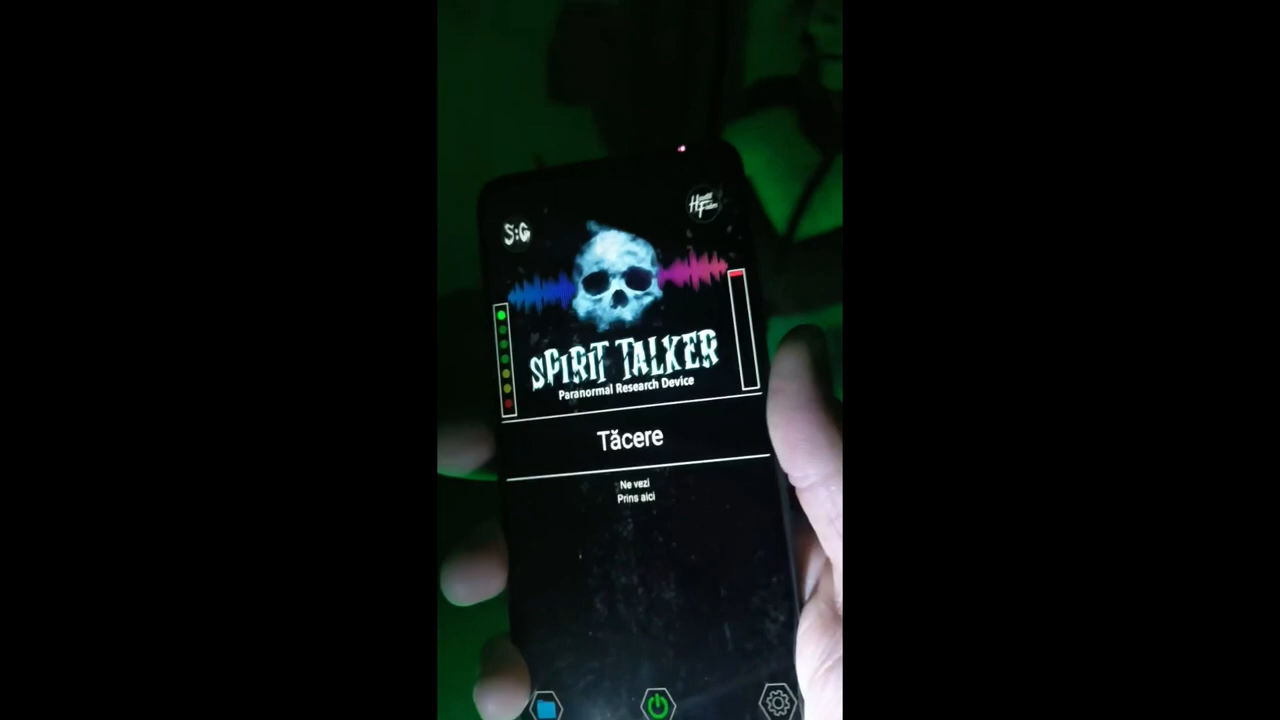 S:G
SPIRIT TALKER
Paranormal Research Device
Tăcere
Ne vezi
Prins aici